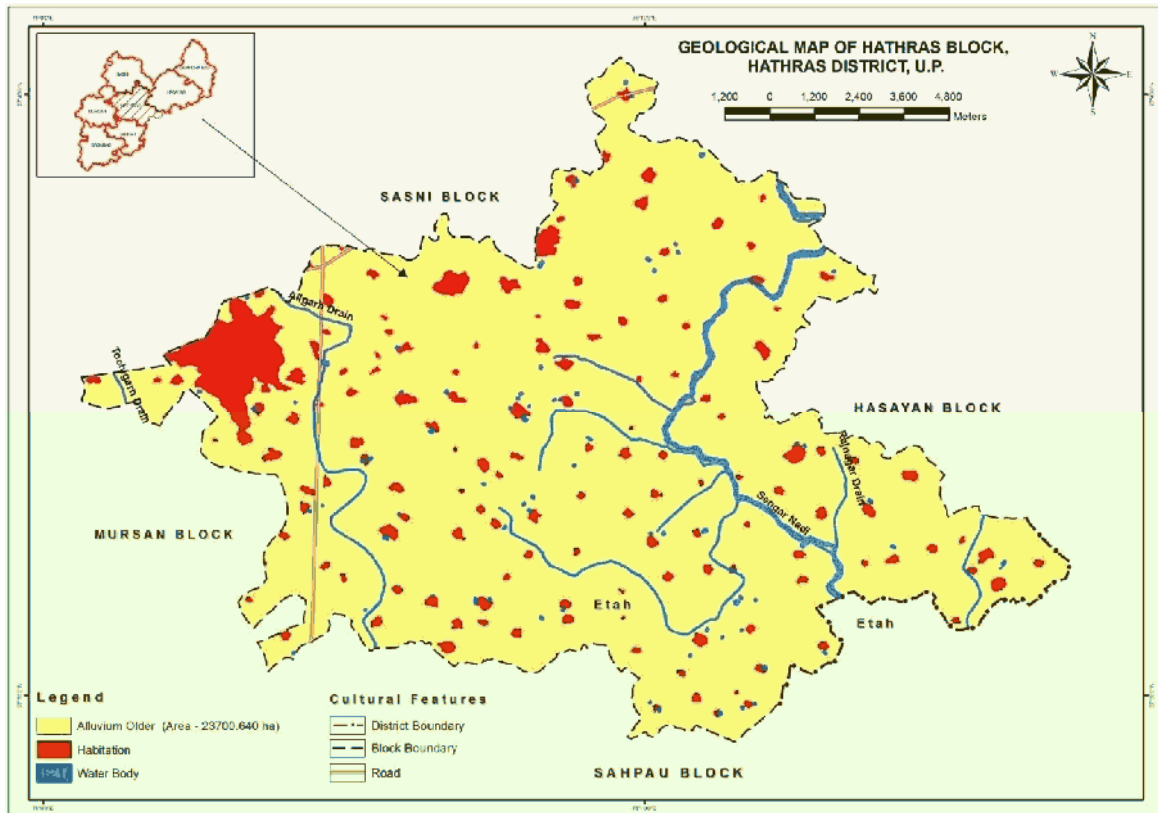 GEOLOGICAL MAP OF HATHRAS BLOCK,
HATHRAS DISTRICT, U.P.
1,200 0 1,200 2,400 3,600 4,800
Meters
N
W E
S
SASNI BLOCK
Aligarh Drain
HASAYAN BLOCK
Rajnagar Drain
Sengar Nadi
MURSAN BLOCK
Etah
Etah
Legend
Alluvium Older (Area - 23700.640 ha)
Habitation
Water Body
Cultural Features
District Boundary
Block Boundary
Road
SAHPAU BLOCK